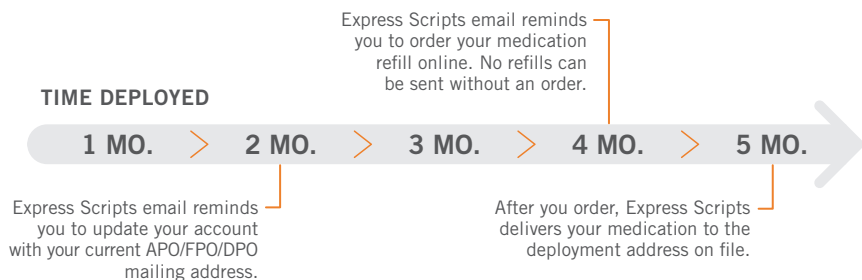 Express Scripts email reminds
you to order your medication
refill online. No refills can
be sent without an order.
TIME DEPLOYED
1 MO. 2 MO. 3 MO. 4 MO. 5 MO.
Express Scripts email reminds
you to update your account
with your current APO/FPO/DPO
mailing address.
After you order, Express Scripts
delivers your medication to the
deployment address on file.